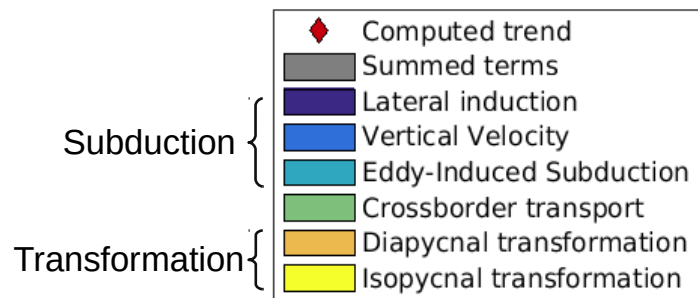 Computed trend
Summed terms
Lateral induction
Subduction
Vertical Velocity
Eddy-Induced Subduction
Crossborder transport
Diapycnal transformation
Transformation
Isopycnal transformation